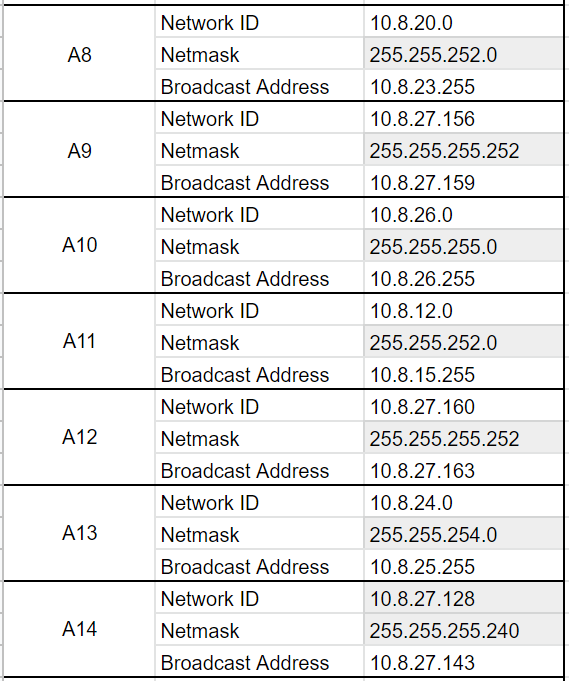 Network ID 10.8.20.0
A8 Netmask 255.255.252.0
Broadcast Address 10.8.23.255
Network ID 10.8.27.156
A9 Netmask 255.255.255.252
Broadcast Address 10.8.27.159
Network ID 10.8.26.0
A10 Netmask 255.255.255.0
Broadcast Address 10.8.26.255
Network ID 10.8.12.0
A11 Netmask 255.255.252.0
Broadcast Address 10.8.15.255
Network ID 10.8.27.160
A12 Netmask 255.255.255.252
Broadcast Address 10.8.27.163
Network ID 10.8.24.0
A13 Netmask 255.255.254.0
Broadcast Address 10.8.25.255
Network ID 10.8.27.128
A14 Netmask 255.255.255.240
Broadcast Address 10.8.27.143